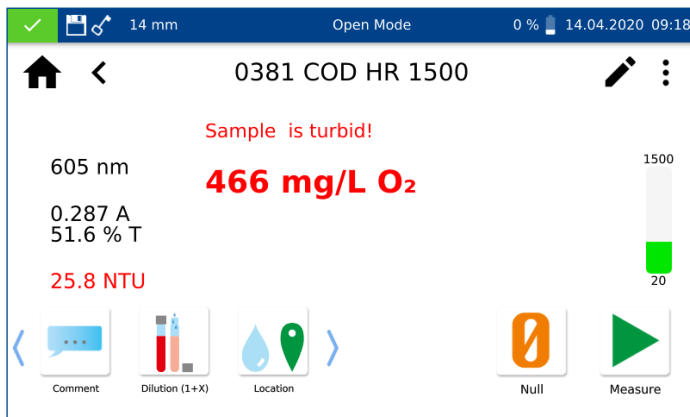 14 mm Open Mode 0 % 14.04.2020 09:18
0381 COD HR 1500
Sample is turbid!
605 nm
466 mg/L O₂
1500
0.287 A
51.6 % T
25.8 NTU
20
Comment Dilution (1+X) Location Null Measure